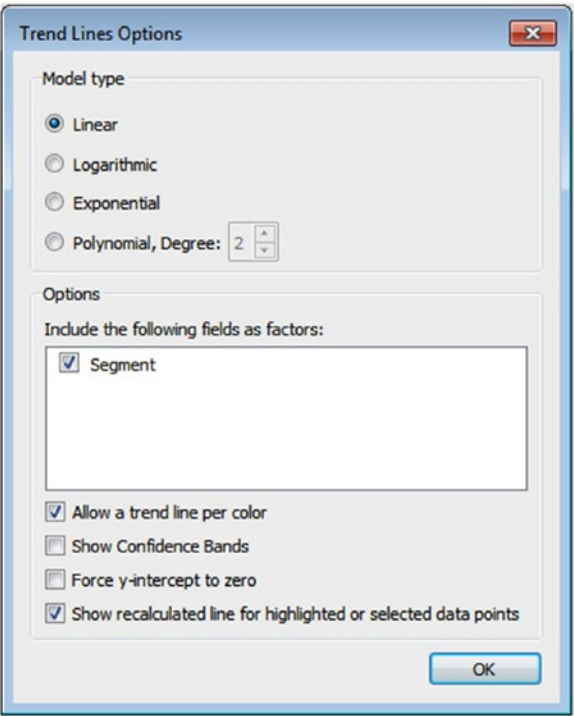 Trend Lines Options
Model type
Linear
Logarithmic
Exponential
Polynomial, Degree: 2
Options
Include the following fields as factors:
Segment
Allow a trend line per color
Show Confidence Bands
Force y-intercept to zero
Show recalculated line for highlighted or selected data points
OK